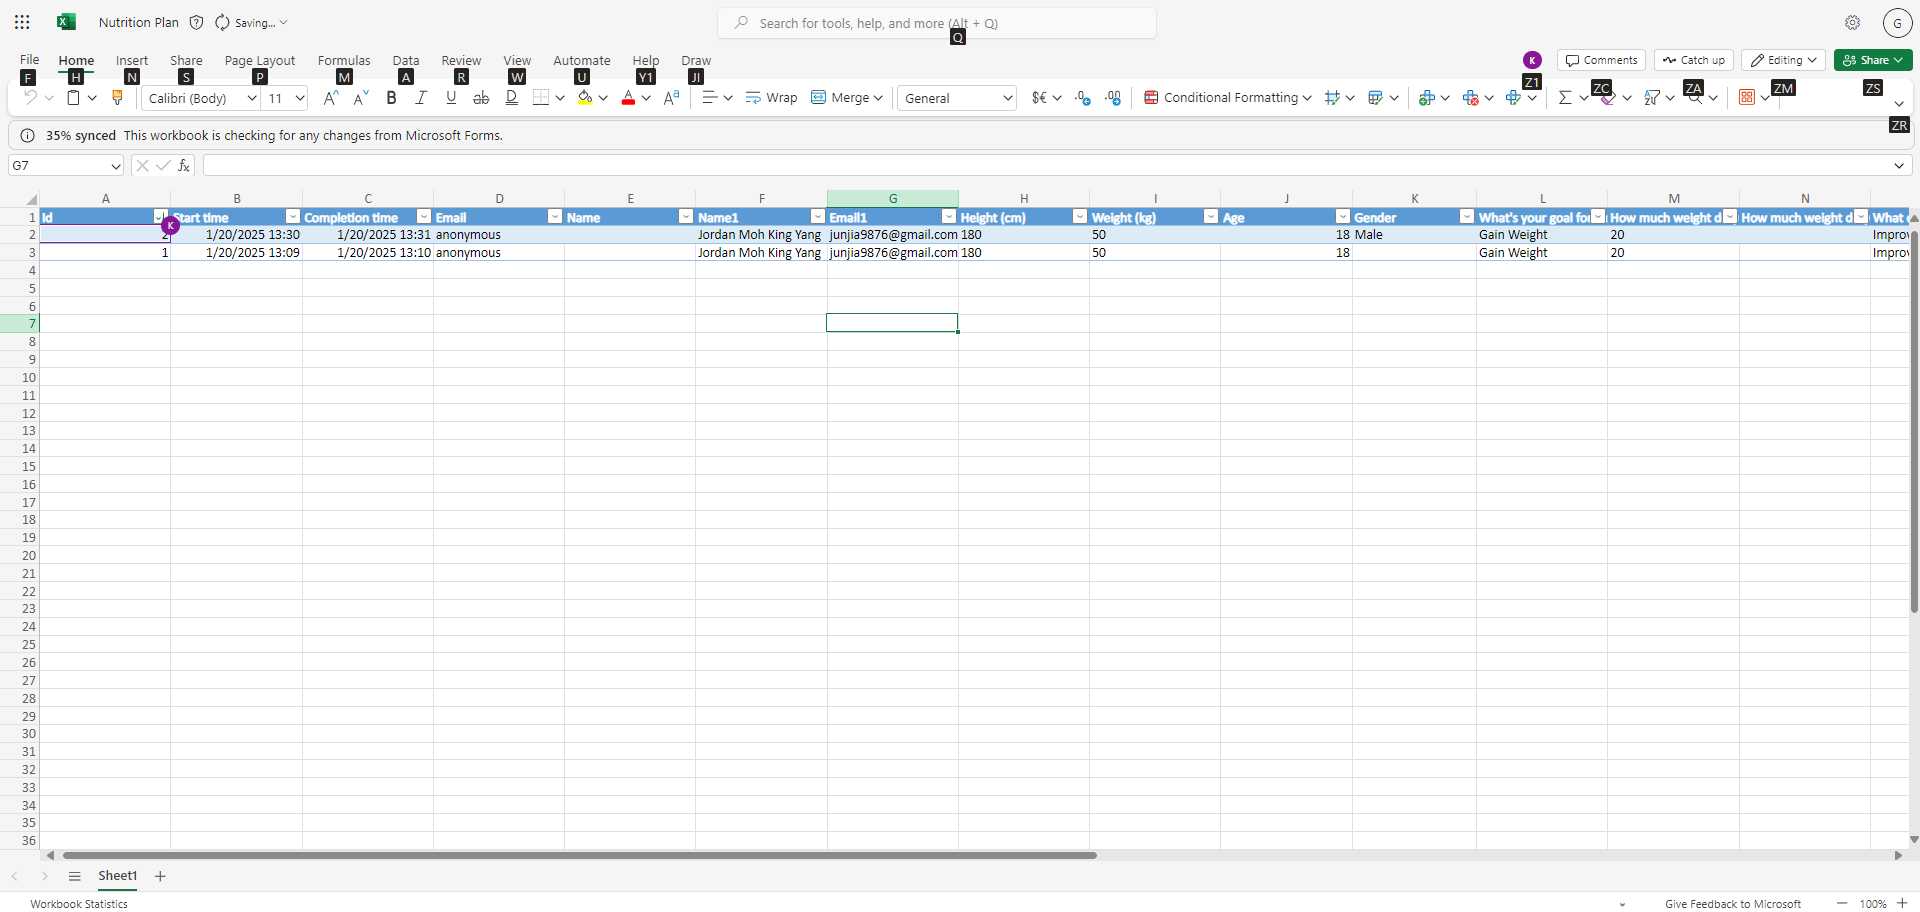 Nutrition Plan Saving...
Search for tools, help, and more (Alt + Q)
Q
G
File Home Insert Share Page Layout Formulas Data Review View Automate Help Draw
K Comments Catch up Editing Share
F H N S P M A R W U Y1 JI
Z1 ZC ZA ZM ZS
Calibri (Body) 11 B I U ab D A Wrap Merge General $€ Conditional Formatting
ZR
35% synced This workbook is checking for any changes from Microsoft Forms.
G7 fx
A B C D E F G H I J K L M N
1 Id Start time Completion time Email Name Name1 Email1 Height (cm) Weight (kg) Age Gender What's your goal for How much weight d How much weight d What
K
2 2 1/20/2025 13:30 1/20/2025 13:31 anonymous Jordan Moh King Yang junjia9876@gmail.com 180 50 18 Male Gain Weight 20 Improv
3 1 1/20/2025 13:09 1/20/2025 13:10 anonymous Jordan Moh King Yang junjia9876@gmail.com 180 50 18 Gain Weight 20 Improv
4
5
6
7
8
9
10
11
12
13
14
15
16
17
18
19
20
21
22
23
24
25
26
27
28
29
30
31
32
33
34
35
36
Sheet1
Workbook Statistics Give Feedback to Microsoft 100%